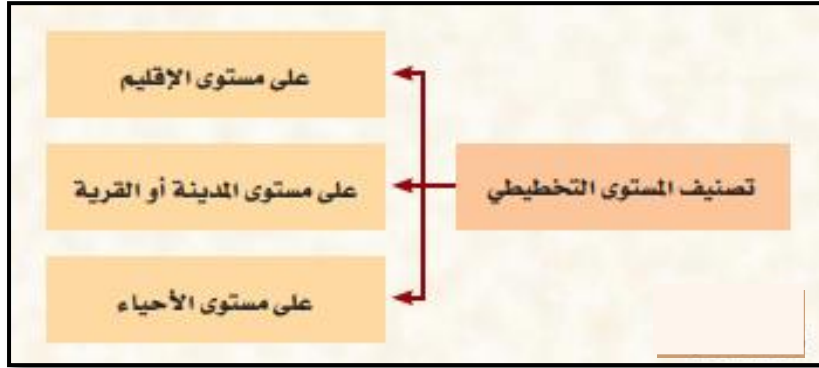 تصنيف المستوى التخطيطي
على مستوى الإقليم
على مستوى المدينة أو القرية
على مستوى الأحياء